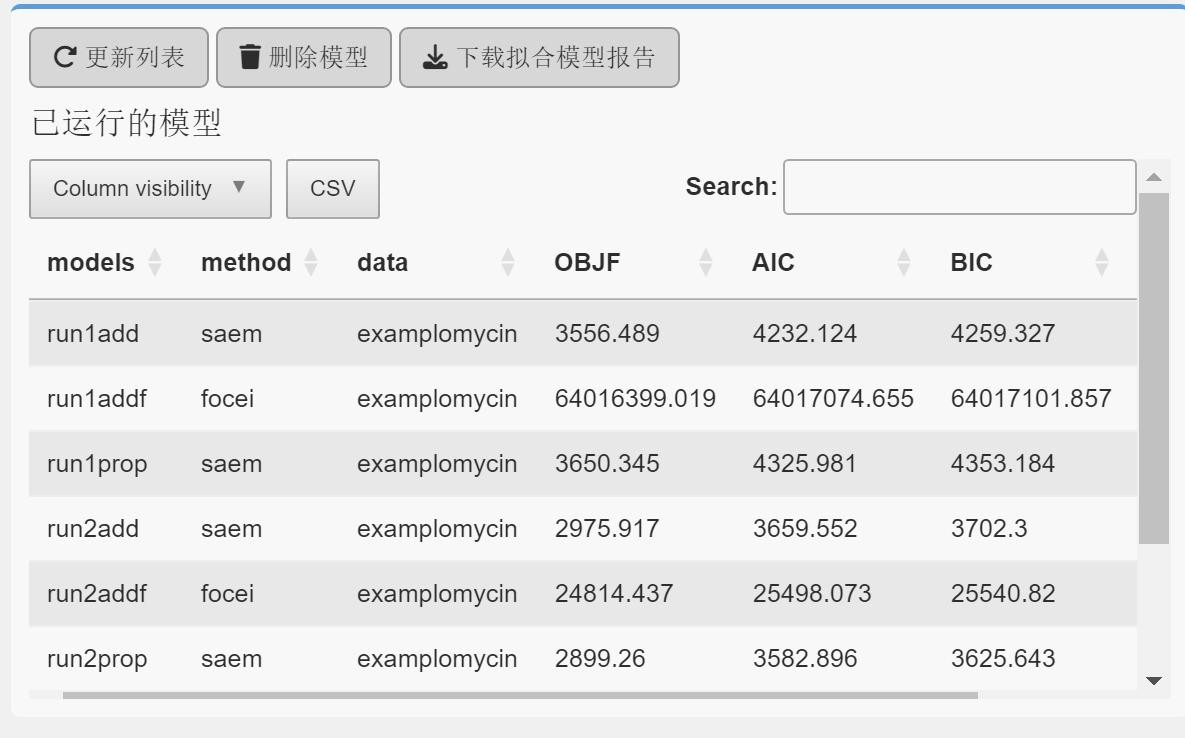 更新列表 删除模型 下载拟合模型报告
已运行的模型
Column visibility ▼ CSV Search:
models method data OBJF AIC BIC
run1add saem examplomycin 3556.489 4232.124 4259.327
run1addf focei examplomycin 64016399.019 64017074.655 64017101.857
run1prop saem examplomycin 3650.345 4325.981 4353.184
run2add saem examplomycin 2975.917 3659.552 3702.3
run2addf focei examplomycin 24814.437 25498.073 25540.82
run2prop saem examplomycin 2899.26 3582.896 3625.643